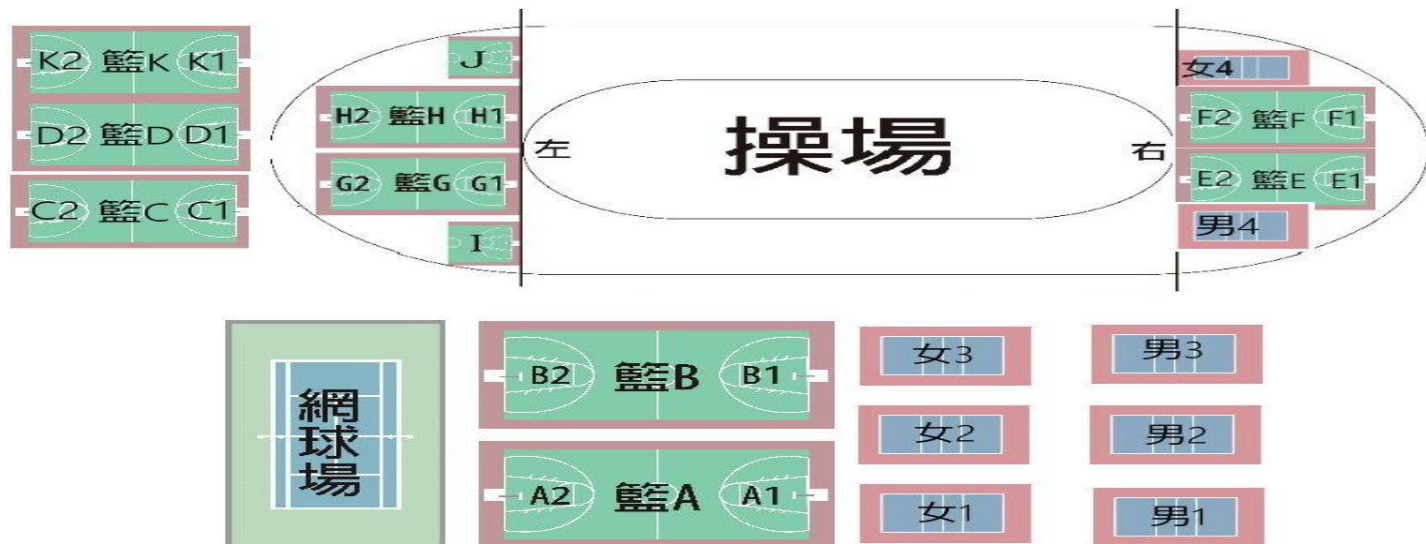 K2 籃K K1
D2 籃D D1
C2 籃C C1
J
H2 籃H H1
G2 籃G G1
I
左
操場
右
女4
F2 籃F F1
E2 籃E E1
男4
網球場
B2 籃B B1
A2 籃A A1
女3
男3
女2
男2
女1
男1